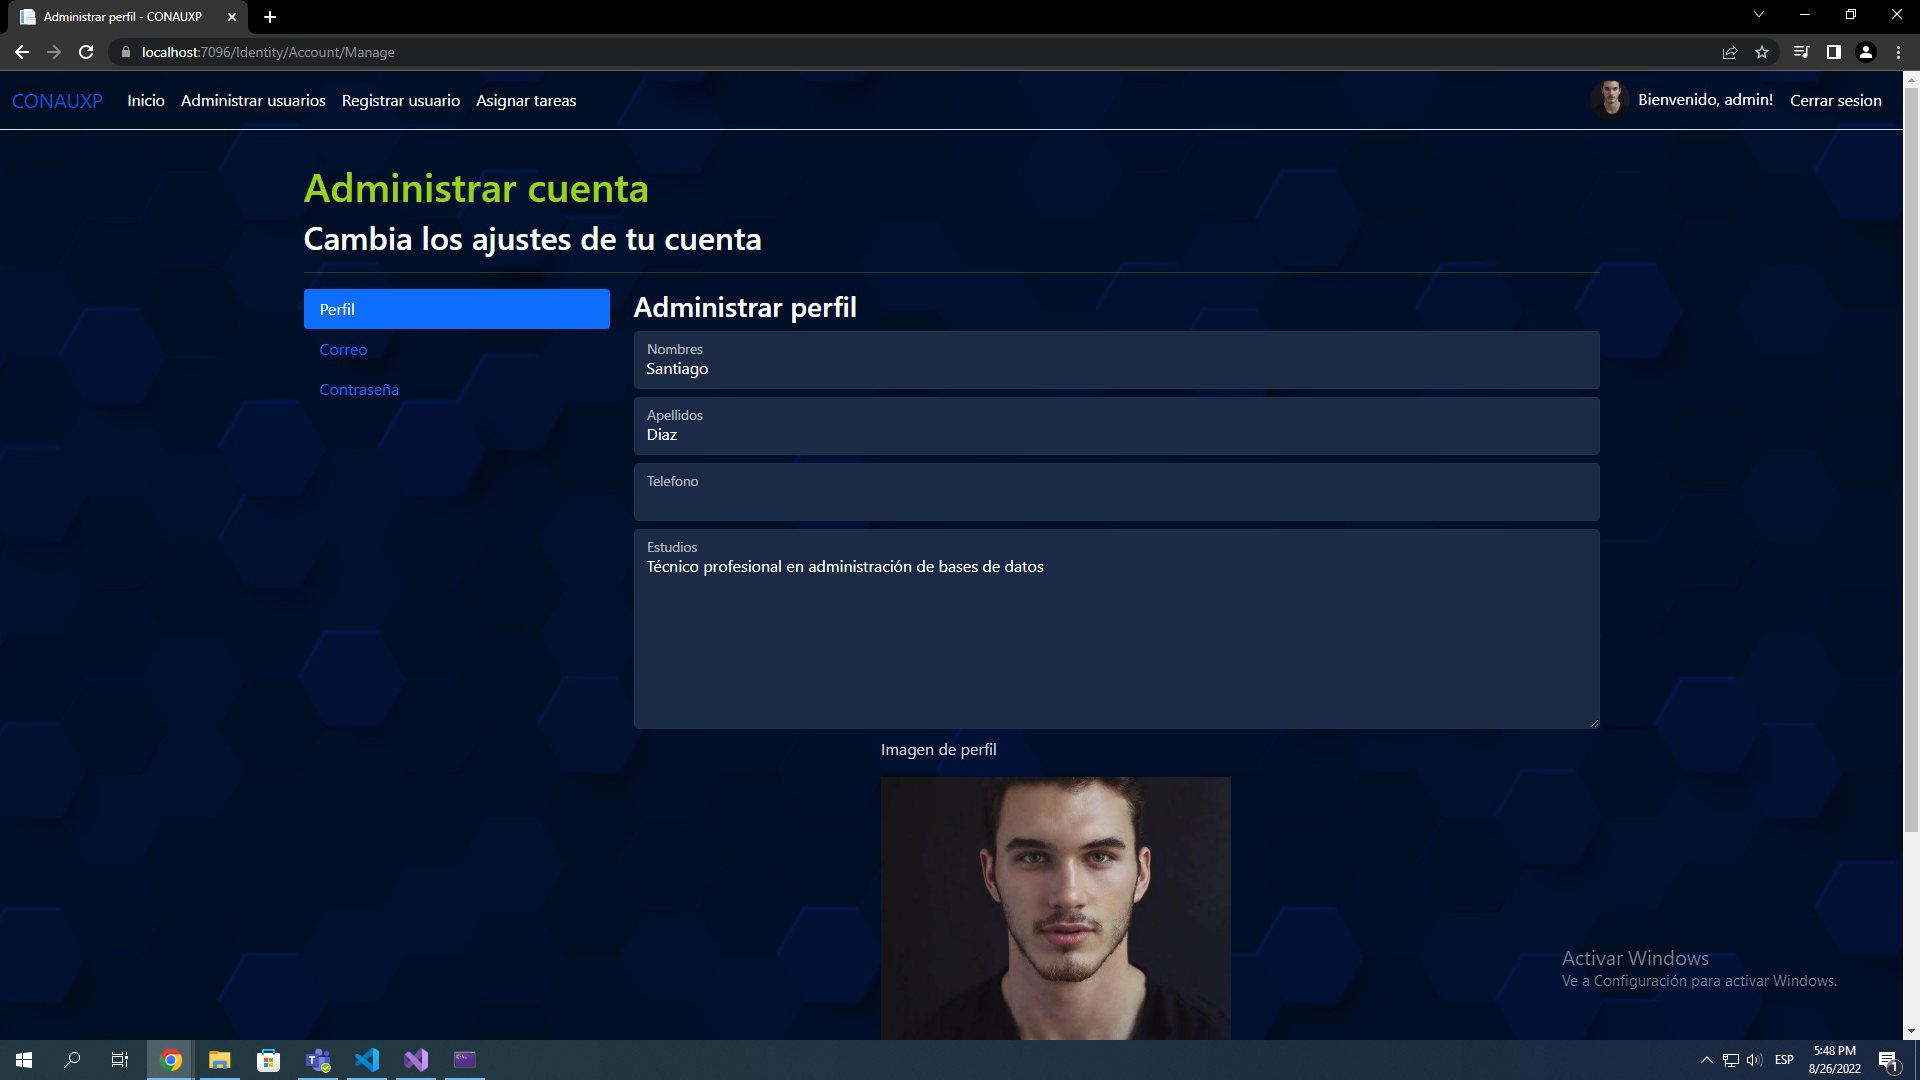 Administrar perfil - CONAUXP
localhost:7096/Identity/Account/Manage
CONAUXP Inicio Administrar usuarios Registrar usuario Asignar tareas Bienvenido, admin! Cerrar sesion
Administrar cuenta
Cambia los ajustes de tu cuenta
Perfil
Correo
Contraseña
Administrar perfil
Nombres
Santiago
Apellidos
Diaz
Telefono
Estudios
Técnico profesional en administración de bases de datos
Imagen de perfil
Activar Windows
Ve a Configuración para activar Windows.
ESP
5:48 PM
8/26/2022
1